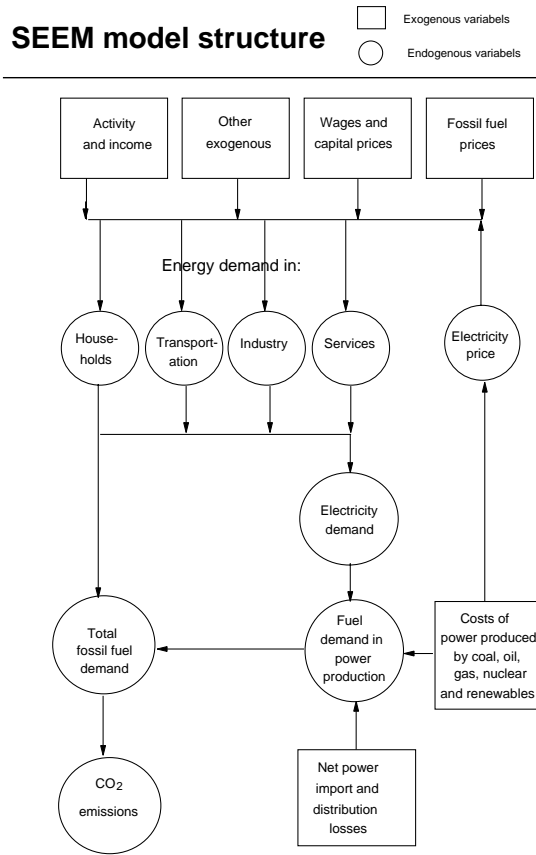 SEEM model structure
Exogenous variabels
Endogenous variabels
Activity
and income
Other
exogenous
Wages and
capital prices
Fossil fuel
prices
Energy demand in:
House-
holds
Transport-
ation
Industry
Services
Electricity
price
Electricity
demand
Total
fossil fuel
demand
Fuel
demand in
power
production
Costs of
power produced
by coal, oil,
gas, nuclear
and renewables
CO2
emissions
Net power
import and
distribution
losses